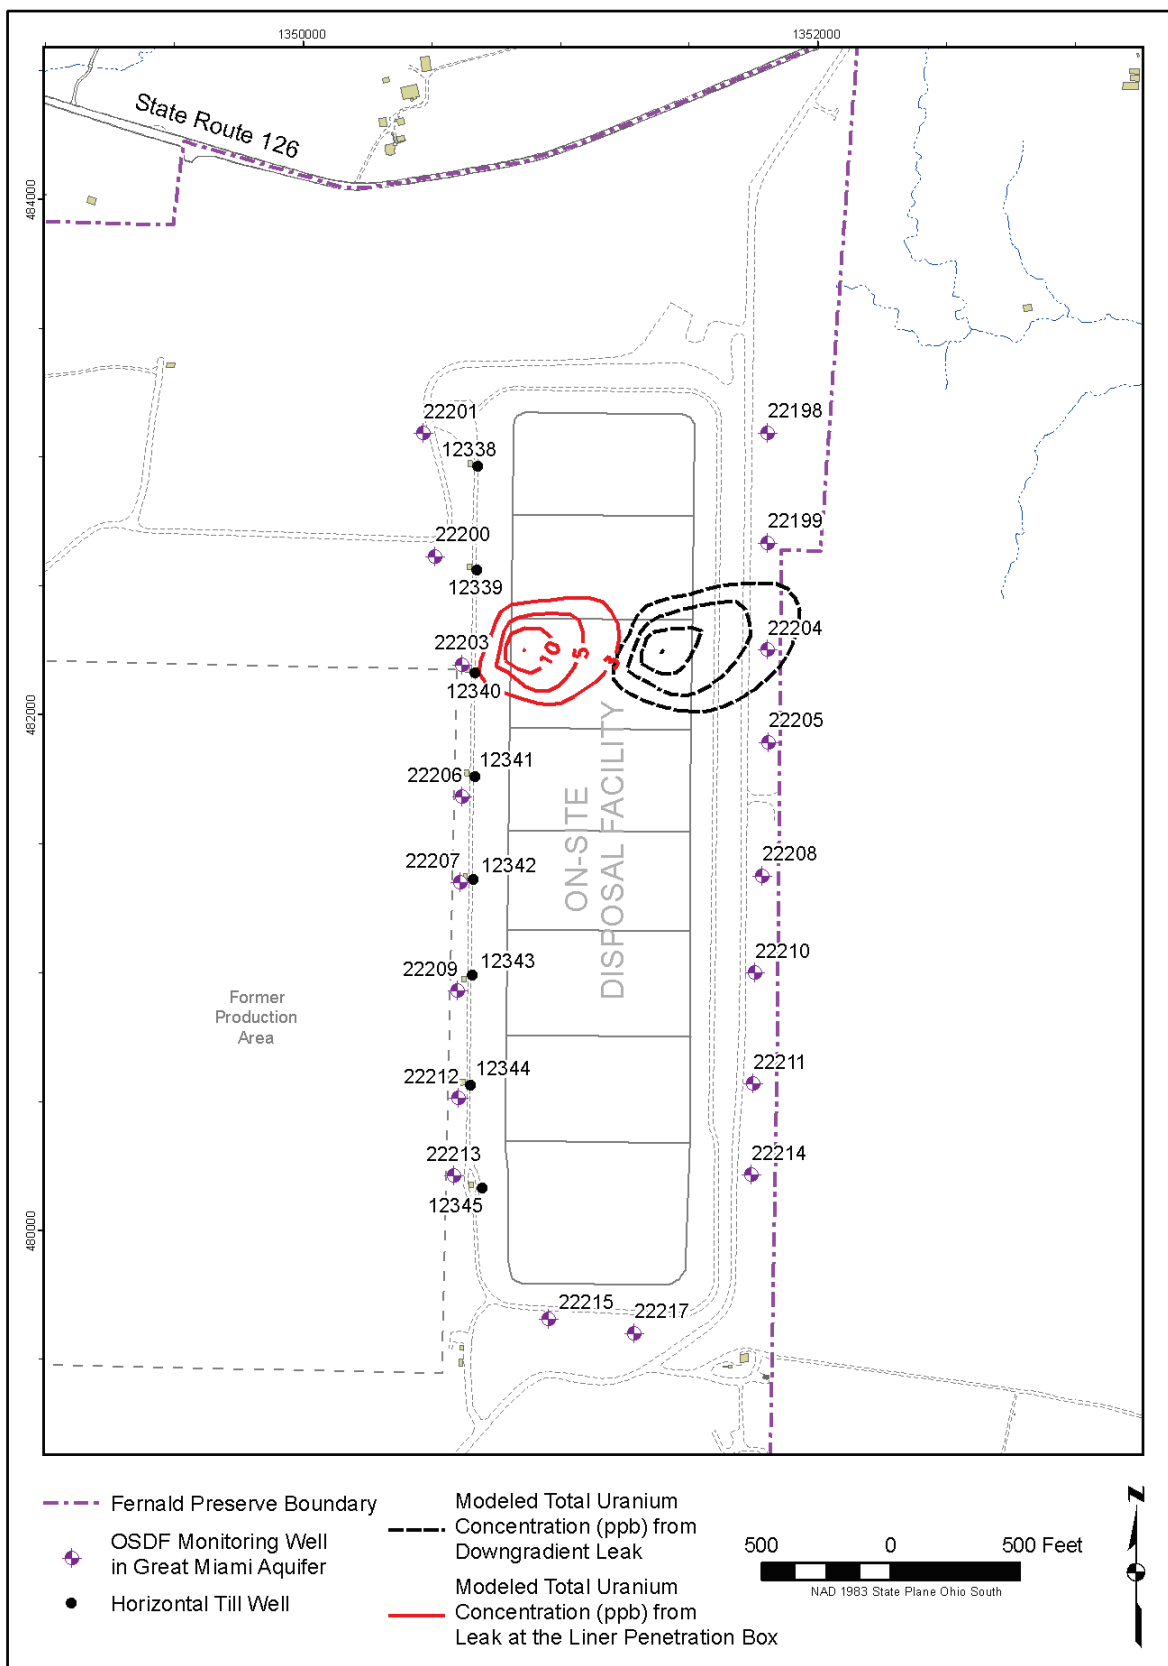 1350000
1352000
State Route 126
484000
22201
12338
22198
22199
22200
12339
22203
12340
10
5
3
22204
482000
22205
12341
22206
ON-SITE
DISPOSAL FACILITY
22207
12342
22208
22209
12343
22210
Former
Production
Area
22212
12344
22211
22213
12345
22214
480000
22215
22217
Fernald Preserve Boundary
OSDF Monitoring Well
in Great Miami Aquifer
Horizontal Till Well
Modeled Total Uranium
Concentration (ppb) from
Downgradient Leak
Modeled Total Uranium
Concentration (ppb) from
Leak at the Liner Penetration Box
500 0 500 Feet
NAD 1983 State Plane Ohio South
Z